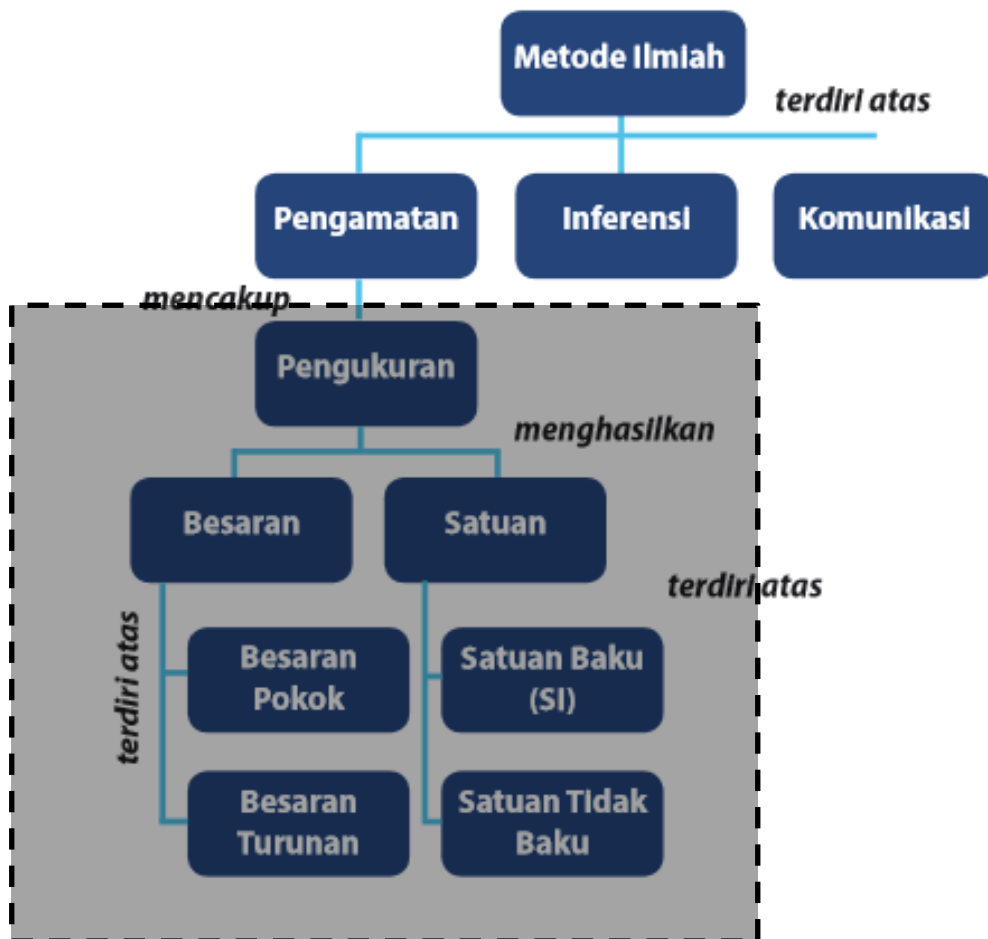 Metode Ilmiah
terdiri atas
Pengamatan
Inferensi
Komunikasi
mencakup
Pengukuran
menghasilkan
Besaran
Satuan
terdiri atas
terdiri atas
Besaran
Pokok
Satuan Baku
(SI)
Besaran
Turunan
Satuan Tidak
Baku